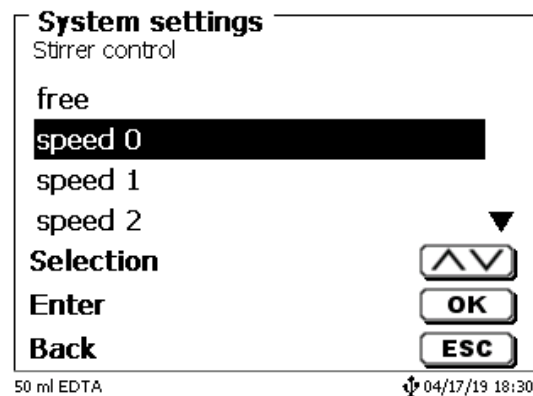 System settings
Stirrer control
free
speed 0
speed 1
speed 2
Selection
Enter OK
Back ESC
50 ml EDTA 04/17/19 18:30